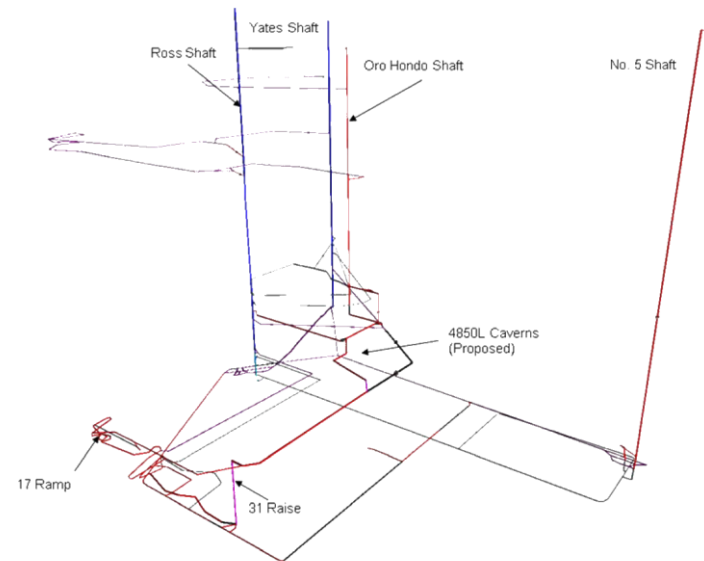 Yates Shaft
Ross Shaft
Oro Hondo Shaft
No. 5 Shaft
4850L Caverns
(Proposed)
17 Ramp
31 Raise